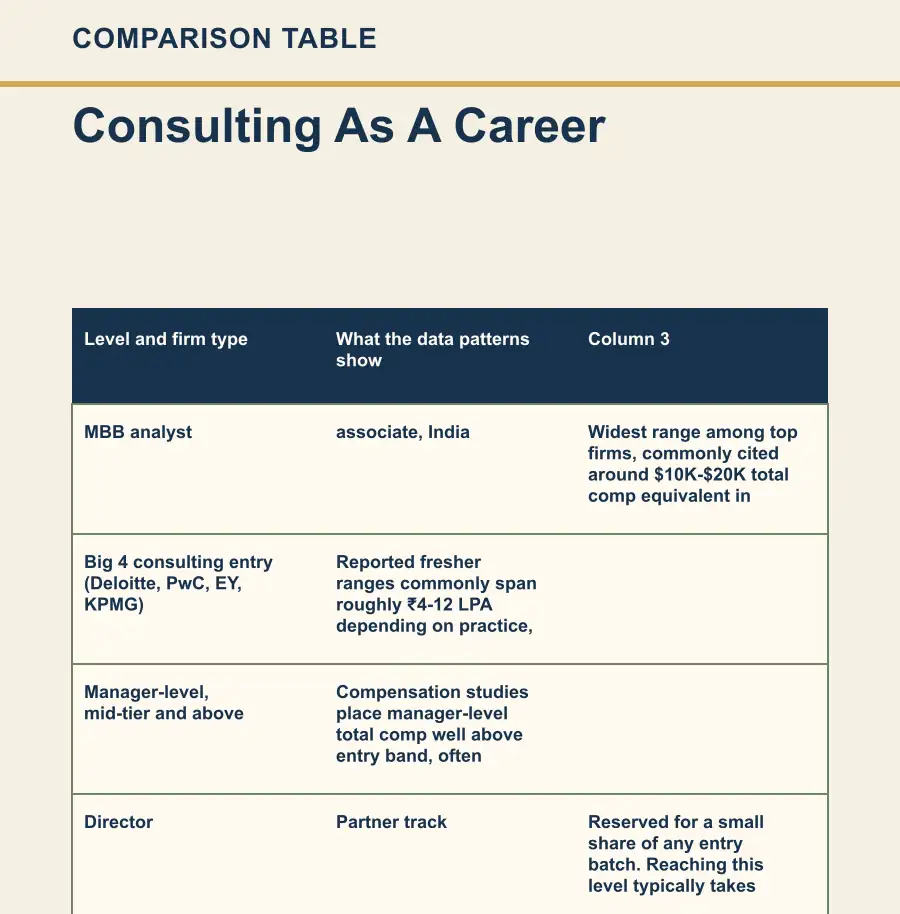 COMPARISON TABLE
Consulting As A Career
Level and firm type
What the data patterns
show
Column 3
MBB analyst
associate, India
Widest range among top
firms, commonly cited
around $10K-$20K total
comp equivalent in
Big 4 consulting entry
(Deloitte, PwC, EY,
KPMG)
Reported fresher
ranges commonly span
roughly ₹4-12 LPA
depending on practice,
Manager-level,
mid-tier and above
Compensation studies
place manager-level
total comp well above
entry band, often
Director
Partner track
Reserved for a small
share of any entry
batch. Reaching this
level typically takes